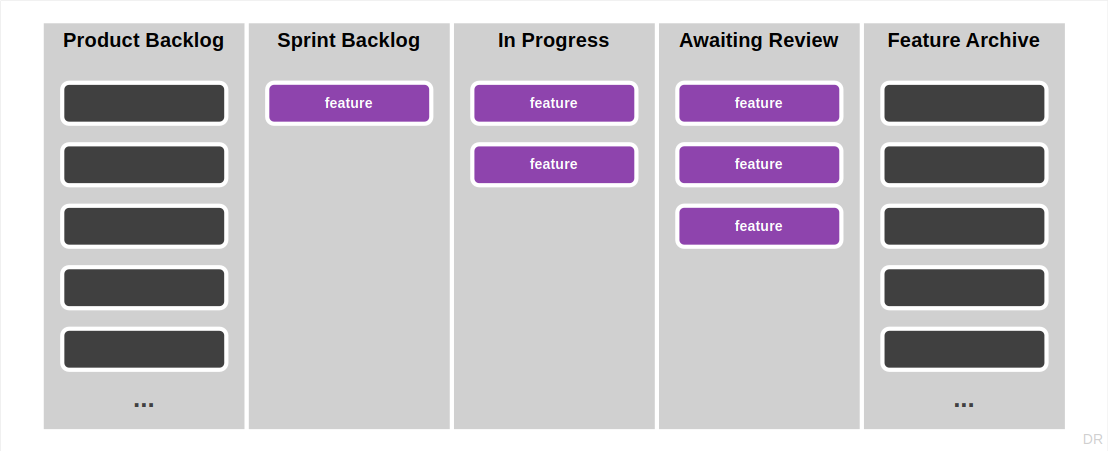 Product Backlog
Sprint Backlog
In Progress
Awaiting Review
Feature Archive
feature
feature
feature
feature
feature
feature
...
...
DR